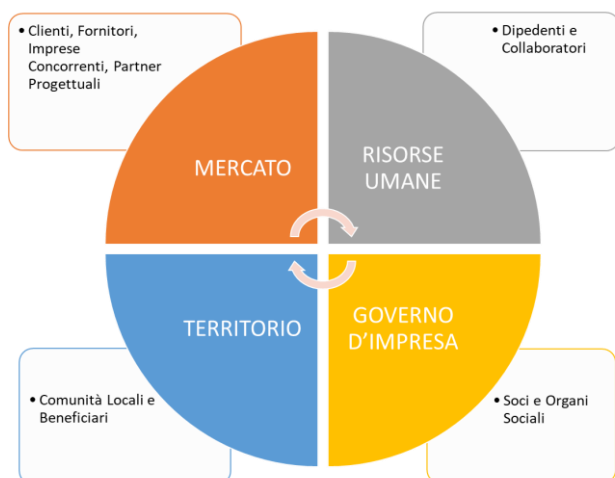 • Clienti, Fornitori,
Imprese
Concorrenti, Partner
Progettuali
• Dipedenti e
Collaboratori
MERCATO
RISORSE
UMANE
TERRITORIO
GOVERNO
D'IMPRESA
• Comunità Locali e
Beneficiari
• Soci e Organi
Sociali